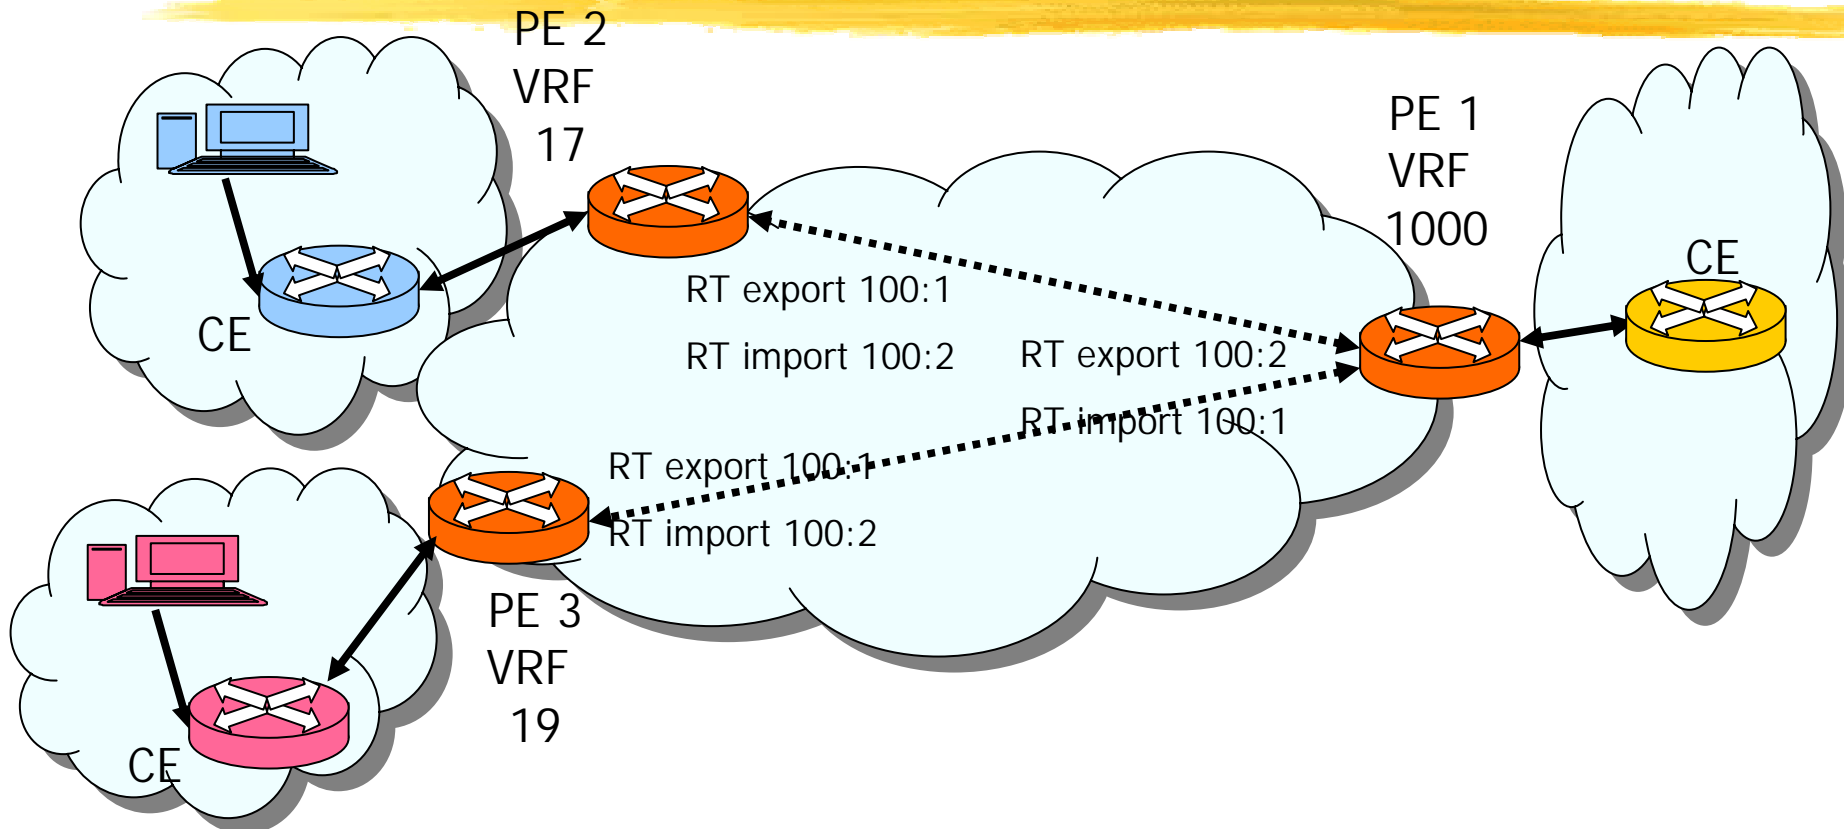 PE 2
VRF
17
PE 1
VRF
1000
CE
RT export 100:1
CE
RT import 100:2
RT export 100:2
RT import 100:1
RT export 100:1
RT import 100:2
PE 3
VRF
19
CE